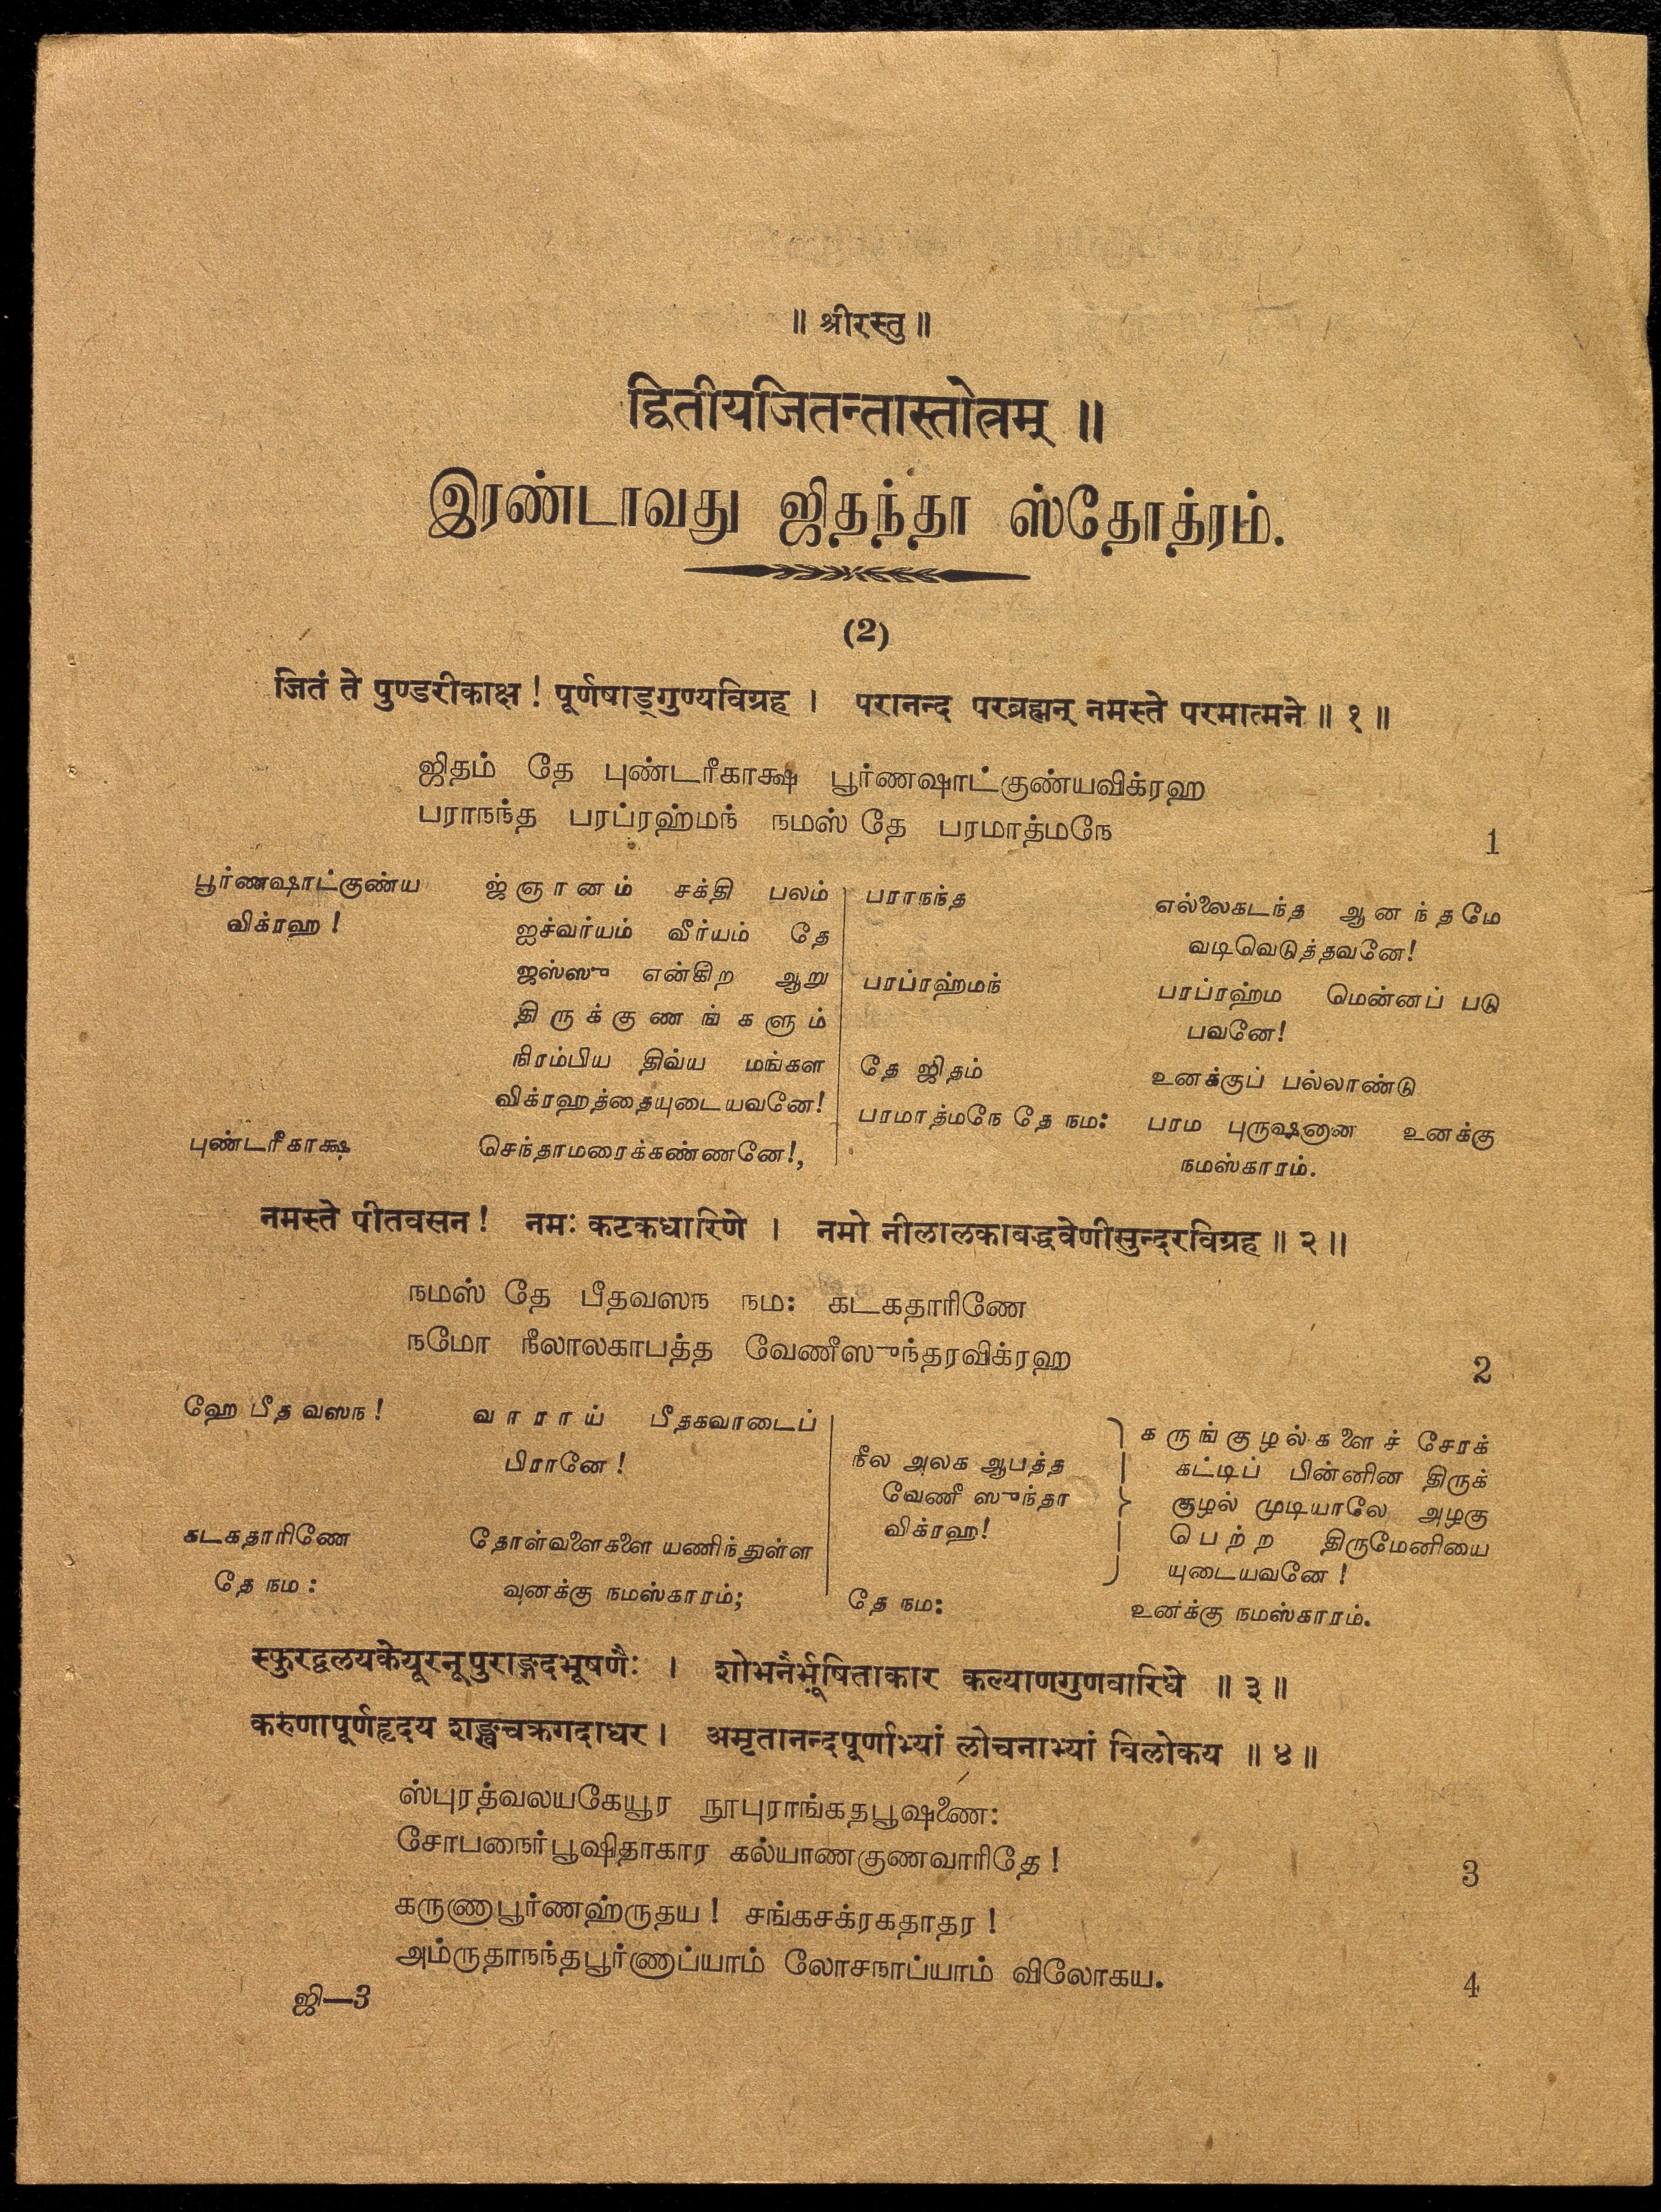 ॥ श्रीरस्तु ॥
द्वितीयजितन्तास्तोत्रम् ॥
இரண்டாவது ஜிதந்தா ஸ்தோத்ரம்.
(2)
जितं ते पुण्डरीकाक्ष ! पूर्णषाड्गुण्यविग्रह । परानन्द परब्रह्मन् नमस्ते परमात्मने ॥ १ ॥
ஜிதம் தே புண்டரீகாக்ஷ பூர்ணஷாட்குண்யவிக்ரஹ
பராநந்த பரப்ரஹ்மந் நமஸ் தே பரமாத்மநே 1
பூர்ணஷாட்குண்ய ஜ்ஞானம் சக்தி பலம்
விக்ரஹ ! ஐச்வர்யம் வீர்யம் தே
ஜஸ்ஸு என்கிற ஆறு
திருக்குணங்களும்
நிரம்பிய திவ்ய மங்கள
விக்ரஹத்தையுடையவனே!
புண்டரீகாக்ஷ செந்தாமரைக்கண்ணனே!,
பராநந்த எல்லைகடந்த ஆனந்தமே
வடிவெடுத்தவனே!
பரப்ரஹ்மந் பரப்ரஹ்ம மென்னப் படு
பவனே!
தே ஜிதம் உனக்குப் பல்லாண்டு
பரமாத்மநே தே நம: பரம புருஷனான உனக்கு
நமஸ்காரம்.
नमस्ते पीतवसन ! नमः कटकधारिणे । नमो नीलालकाबद्धवेणीसुन्दरविग्रह ॥ २ ॥
நமஸ் தே பீதவஸந நம: கடகதாரிணே
நமோ நீலாலகாபத்த வேணீஸுந்தரவிக்ரஹ 2
ஹே பீத வஸந ! வாராய் பீதகவாடைப்
பிரானே !
கடகதாரிணே தோள்வளைகளை யணிந்துள்ள
தே நம : வுனக்கு நமஸ்காரம்;
நீல அலக ஆபத்த
வேணீ ஸுந்தர
விக்ரஹ!
கருங்குழல்களைச் சேரக்
கட்டிப் பின்னின திருக்
குழல் முடியாலே அழகு
பெற்ற திருமேனியை
யுடையவனே !
தே நம: உனக்கு நமஸ்காரம்.
स्फुरद्वलयकेयूरनूपुराङ्गदभूषणैः । शोभनैर्भूषिताकार कल्याणगुणवारिधे ॥ ३ ॥
करुणापूर्णहृदय शङ्खचक्रगदाधर । अमृतानन्दपूर्णाभ्यां लोचनाभ्यां विलोकय ॥ ४ ॥
ஸ்புரத்வலயகேயூர நூபுராங்கதபூஷணை:
சோபநைர்பூஷிதாகார கல்யாணகுணவாரிதே ! 3
கருணாபூர்ணஹ்ருதய ! சங்கசக்ரகதாதர !
அம்ருதாநந்தபூர்ணாப்யாம் லோசநாப்யாம் விலோகய. 4
ஜி—3